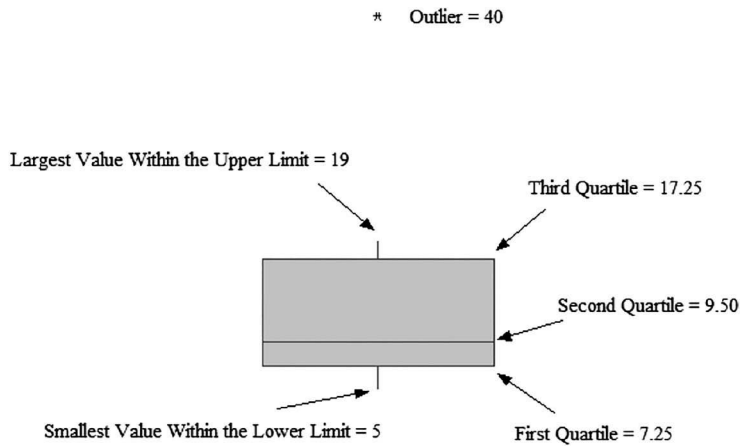 * Outlier = 40
Largest Value Within the Upper Limit = 19
Third Quartile = 17.25
Second Quartile = 9.50
Smallest Value Within the Lower Limit = 5
First Quartile = 7.25